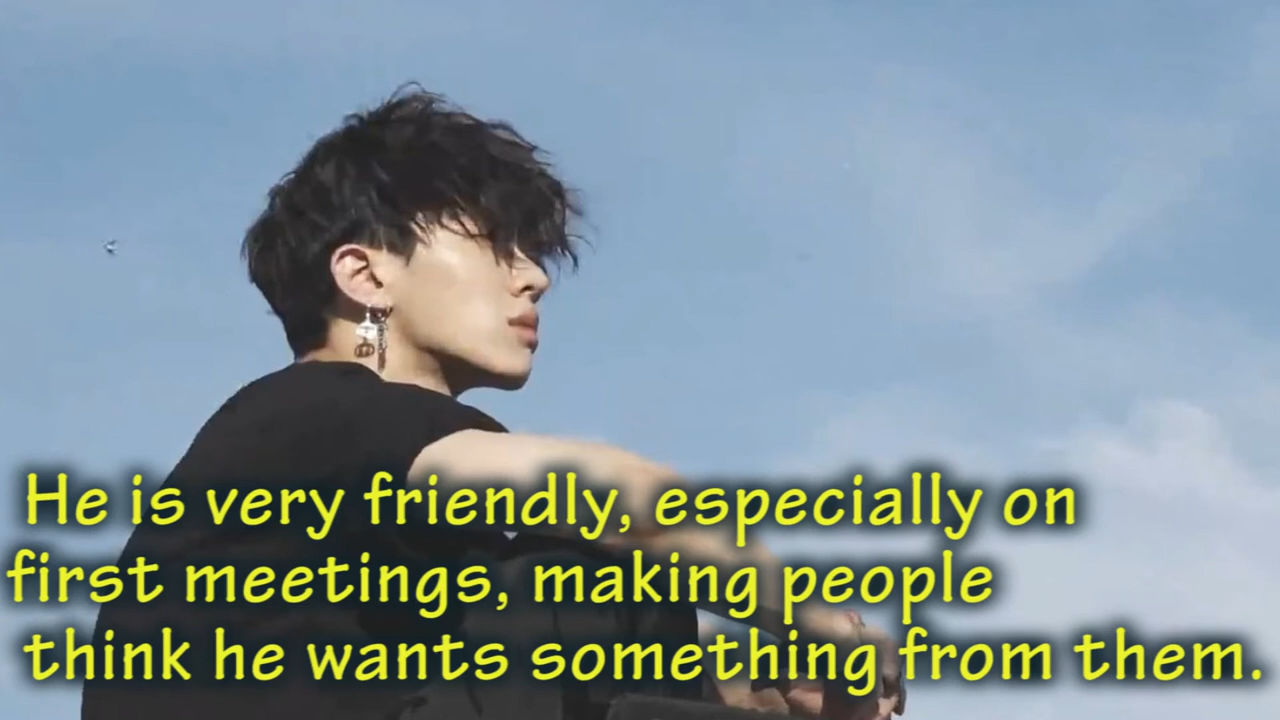 He is very friendly, especially on
first meetings, making people
think he wants something from them.